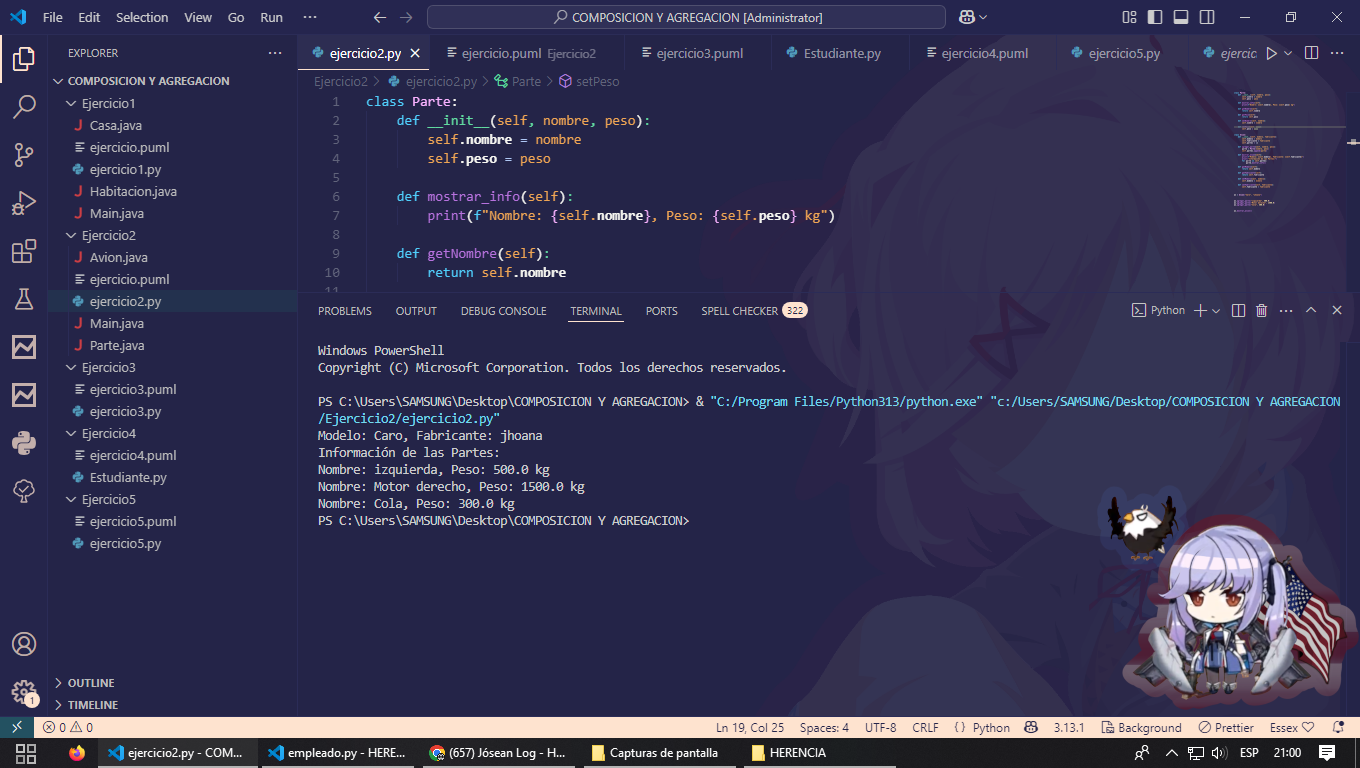 File Edit Selection View Go Run ··· COMPOSICION Y AGREGACION [Administrator]
EXPLORER ···
COMPOSICION Y AGREGACION
Ejercicio1
J Casa.java
ejercicio.puml
ejercicio1.py
J Habitacion.java
J Main.java
Ejercicio2
J Avion.java
ejercicio.puml
ejercicio2.py
J Main.java
J Parte.java
Ejercicio3
ejercicio3.puml
ejercicio3.py
Ejercicio4
ejercicio4.puml
Estudiante.py
Ejercicio5
ejercicio5.puml
ejercicio5.py
OUTLINE
TIMELINE
ejercicio2.py ejercicio.puml Ejercicio2 ejercicio3.puml Estudiante.py ejercicio4.puml ejercicio5.py ejercic
Ejercicio2 > ejercicio2.py > Parte > setPeso
1 class Parte:
2 def __init__(self, nombre, peso):
3 self.nombre = nombre
4 self.peso = peso
5
6 def mostrar_info(self):
7 print(f"Nombre: {self.nombre}, Peso: {self.peso} kg")
8
9 def getNombre(self):
10 return self.nombre
11
PROBLEMS OUTPUT DEBUG CONSOLE TERMINAL PORTS SPELL CHECKER 322 Python
Windows PowerShell
Copyright (C) Microsoft Corporation. Todos los derechos reservados.
PS C:\Users\SAMSUNG\Desktop\COMPOSICION Y AGREGACION> & "C:/Program Files/Python313/python.exe" "c:/Users/SAMSUNG/Desktop/COMPOSICION Y AGREGACION
/Ejercicio2/ejercicio2.py"
Modelo: Caro, Fabricante: jhoana
Información de las Partes:
Nombre: izquierda, Peso: 500.0 kg
Nombre: Motor derecho, Peso: 1500.0 kg
Nombre: Cola, Peso: 300.0 kg
PS C:\Users\SAMSUNG\Desktop\COMPOSICION Y AGREGACION>
1
0 0 Ln 19, Col 25 Spaces: 4 UTF-8 CRLF { } Python 3.13.1 Background Prettier Essex
ejercicio2.py - COM... empleado.py - HERE... (657) Jósean Log - H... Capturas de pantalla HERENCIA ESP 21:00